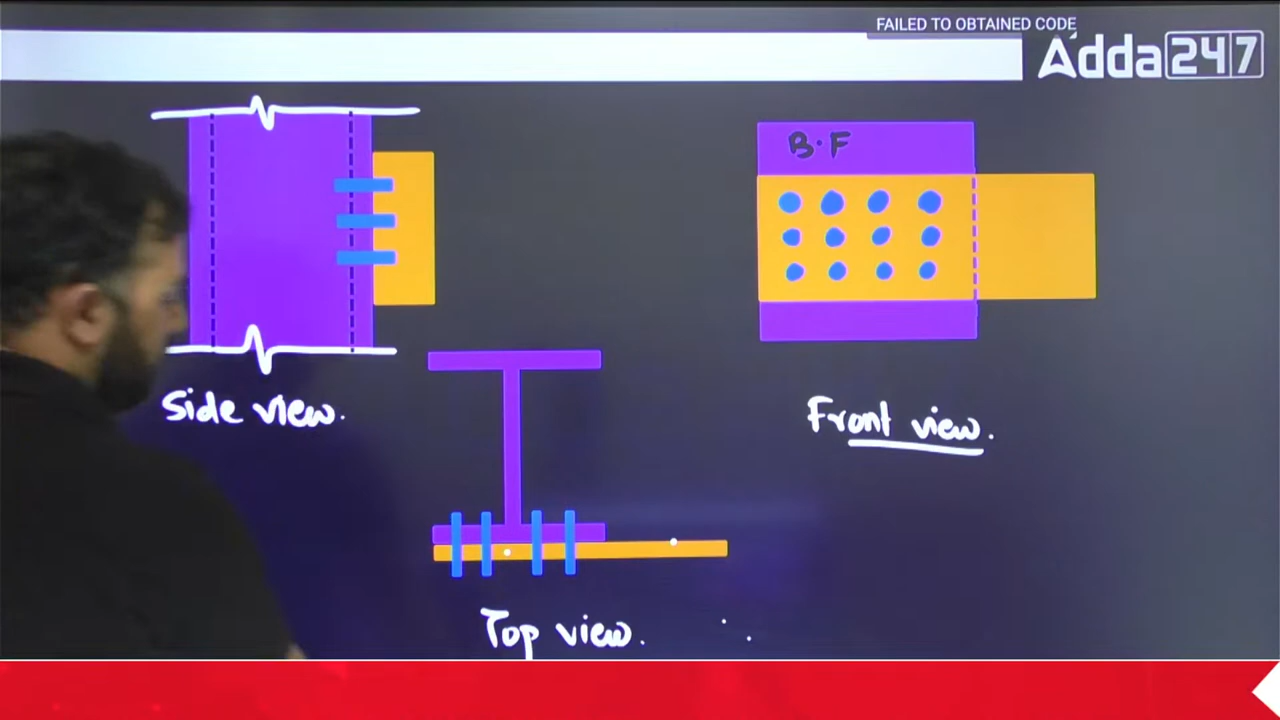 FAILED TO OBTAINED CODE
Adda247
B.F
Side view.
Front view.
Top view.